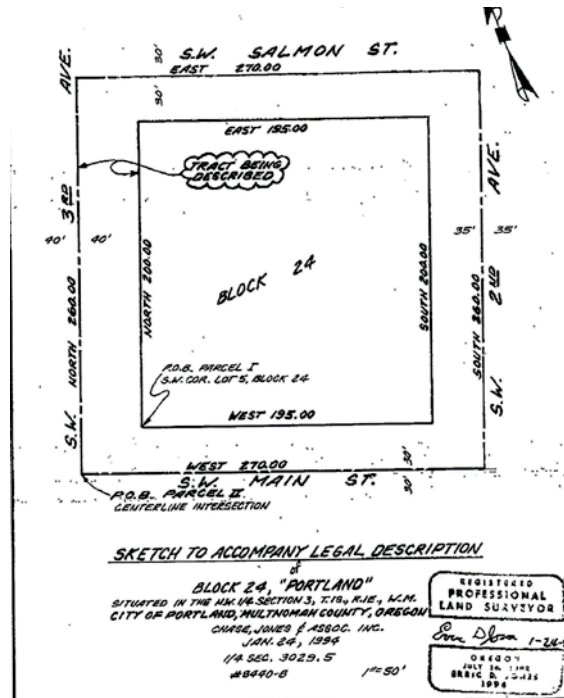 S.W. SALMON ST.
30'
EAST 270.00
30'
EAST 195.00
TRACT BEING
DESCRIBED
AVE.
3RD
40' 40'
NORTH 260.00
S.W.
NORTH 200.00
BLOCK 24
SOUTH 200.00
35' 35'
AVE.
2ND
SOUTH 260.00
S.W.
P.O.B. PARCEL I
S.W. COR. LOT 5, BLOCK 24
WEST 195.00
WEST 270.00
30'
S.W. MAIN ST.
30'
P.O.B. PARCEL II
CENTERLINE INTERSECTION
SKETCH TO ACCOMPANY LEGAL DESCRIPTION
of
BLOCK 24, "PORTLAND"
SITUATED IN THE N.W. 1/4 SECTION 3, T.1S., R.1E., W.M.
CITY OF PORTLAND, MULTNOMAH COUNTY, OREGON
CHASE, JONES & ASSOC. INC.
JAN. 24, 1994
1/4 SEC. 3029.5
#8440-B 1"=50'
REGISTERED
PROFESSIONAL
LAND SURVEYOR
1-24-
OREGON
JULY
JONES